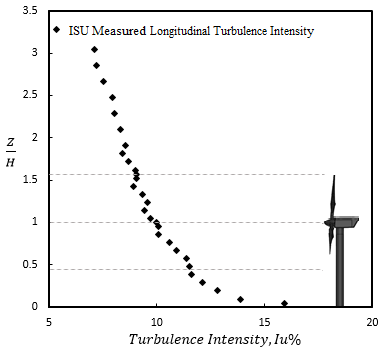 3.5
◆ ISU Measured Longitudinal Turbulence Intensity
3
2.5
2
Z/H
1.5
1
0.5
0
5 10 15 20
Turbulence Intensity, Iu%